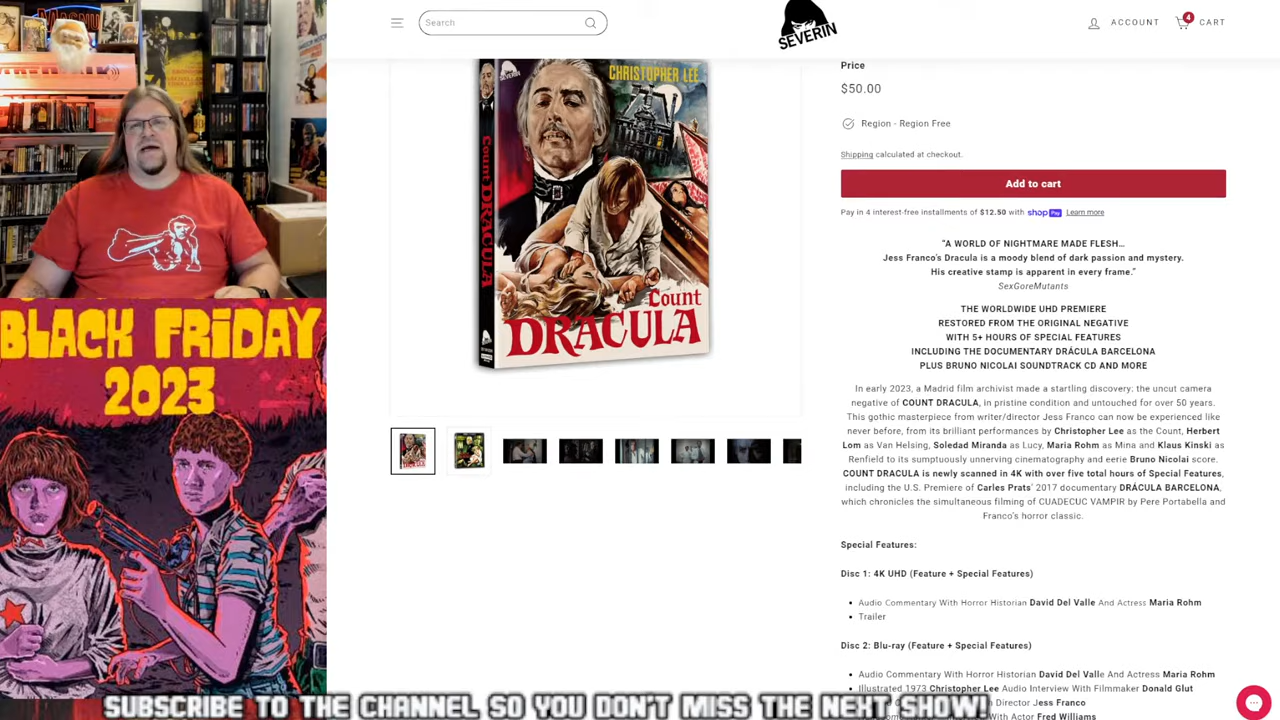 Search
SEVERIN
ACCOUNT
4
CART
SEVERIN
CHRISTOPHER LEE
Count DRACULA
Count
DRACULA
Price
$50.00
Region - Region Free
Shipping calculated at checkout.
Add to cart
Pay in 4 interest-free installments of $12.50 with shop Pay Learn more
“A WORLD OF NIGHTMARE MADE FLESH…
Jess Franco’s Dracula is a moody blend of dark passion and mystery.
His creative stamp is apparent in every frame.”
SexGoreMutants
THE WORLDWIDE UHD PREMIERE
RESTORED FROM THE ORIGINAL NEGATIVE
WITH 5+ HOURS OF SPECIAL FEATURES
INCLUDING THE DOCUMENTARY DRÁCULA BARCELONA
PLUS BRUNO NICOLAI SOUNDTRACK CD AND MORE
In early 2023, a Madrid film archivist made a startling discovery: the uncut camera
negative of COUNT DRACULA, in pristine condition and untouched for over 50 years.
This gothic masterpiece from writer/director Jess Franco can now be experienced like
never before, from its brilliant performances by Christopher Lee as the Count, Herbert
Lom as Van Helsing, Soledad Miranda as Lucy, Maria Rohm as Mina and Klaus Kinski as
Renfield to its sumptuously unnerving cinematography and eerie Bruno Nicolai score.
COUNT DRACULA is newly scanned in 4K with over five total hours of Special Features,
including the U.S. Premiere of Carles Prats’ 2017 documentary DRÁCULA BARCELONA,
which chronicles the simultaneous filming of CUADECUC VAMPIR by Pere Portabella and
Franco’s horror classic.
Special Features:
Disc 1: 4K UHD (Feature + Special Features)
Audio Commentary With Horror Historian David Del Valle And Actress Maria Rohm
Trailer
Disc 2: Blu-ray (Feature + Special Features)
Audio Commentary With Horror Historian David Del Valle And Actress Maria Rohm
Illustrated 1973 Christopher Lee Audio Interview With Filmmaker Donald Glut
Director Jess Franco
With Actor Fred Williams
BLACK FRIDAY
2023
SUBSCRIBE TO THE CHANNEL SO YOU DON'T MISS THE NEXT SHOW!